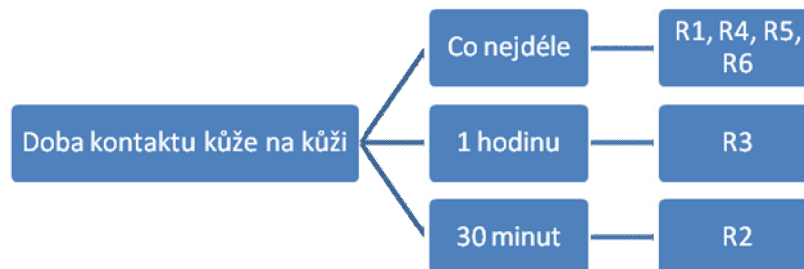 Doba kontaktu kůže na kůži
Co nejdéle
R1, R4, R5,
R6
1 hodinu
R3
30 minut
R2